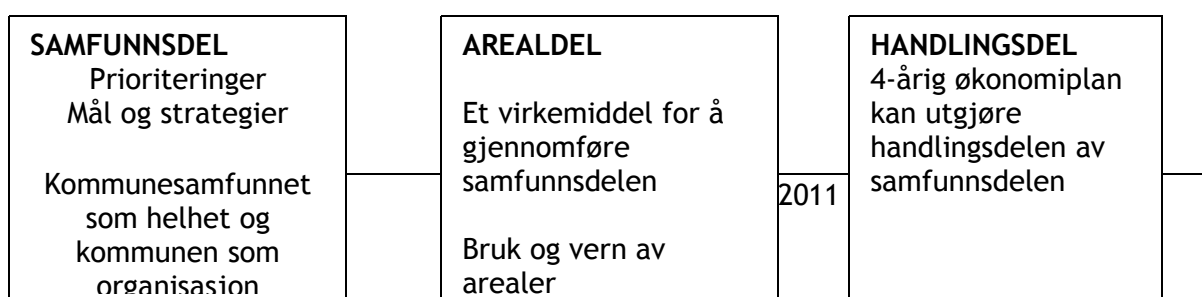 SAMFUNNSDEL
Prioriteringer
Mål og strategier
Kommunesamfunnet
som helhet og
kommunen som
organisasjon
AREALDEL
Et virkemiddel for å
gjennomføre
samfunnsdelen
Bruk og vern av
arealer
2011
HANDLINGSDEL
4-årig økonomiplan
kan utgjøre
handlingsdelen av
samfunnsdelen